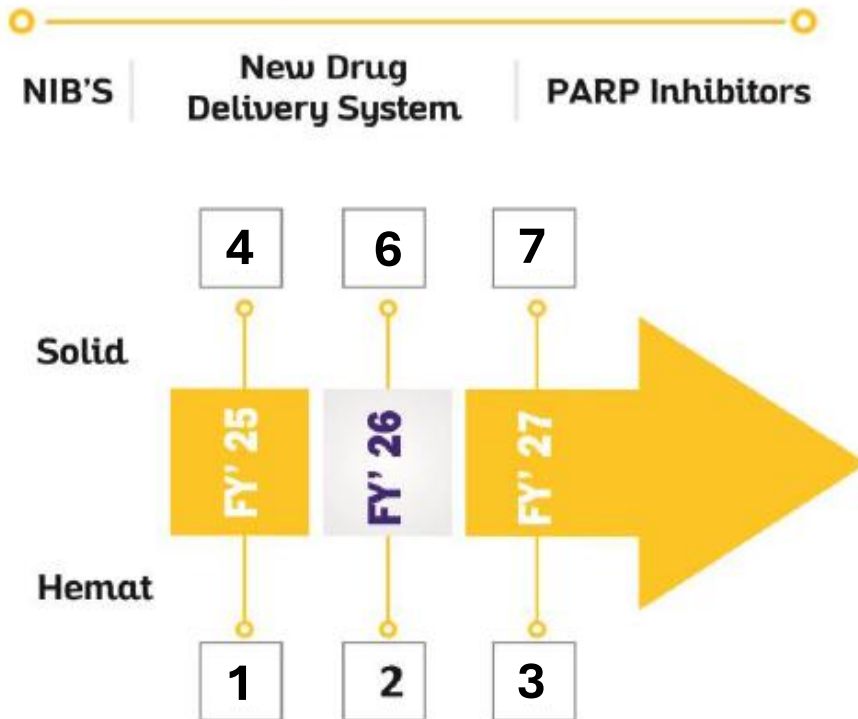 NIB'S
New Drug
Delivery System
PARP Inhibitors
4 6 7
Solid
FY' 25 FY' 26 FY' 27
Hemat
1 2 3